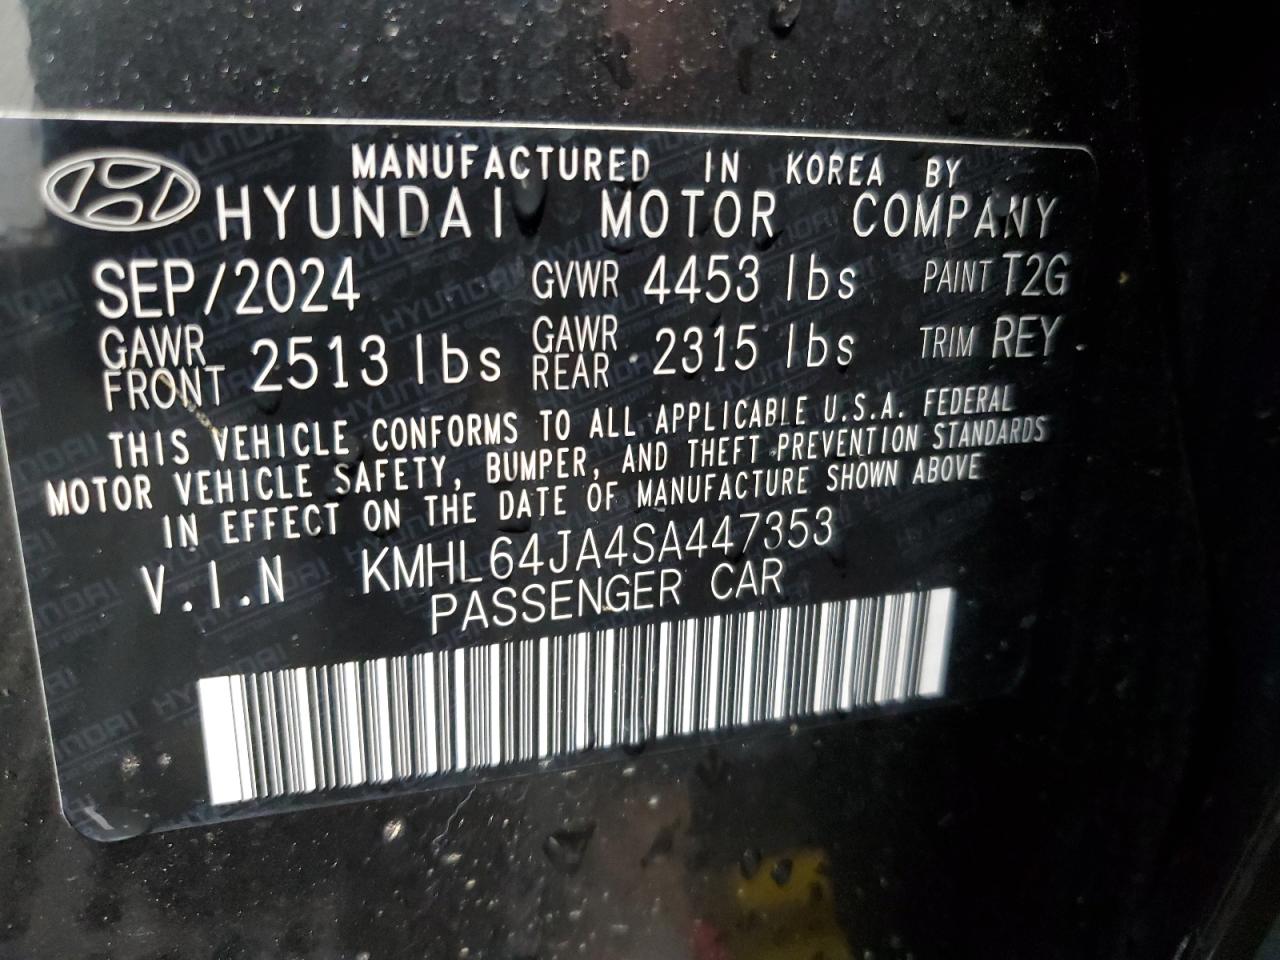 MANUFACTURED IN KOREA BY
HYUNDAI MOTOR COMPANY
SEP/2024 GVWR 4453 lbs PAINT T2G
GAWR FRONT 2513 lbs GAWR REAR 2315 lbs TRIM REY
THIS VEHICLE CONFORMS TO ALL APPLICABLE U.S.A. FEDERAL
MOTOR VEHICLE SAFETY, BUMPER, AND THEFT PREVENTION STANDARDS
IN EFFECT ON THE DATE OF MANUFACTURE SHOWN ABOVE
V.I.N KMHL64JA4SA447353
PASSENGER CAR